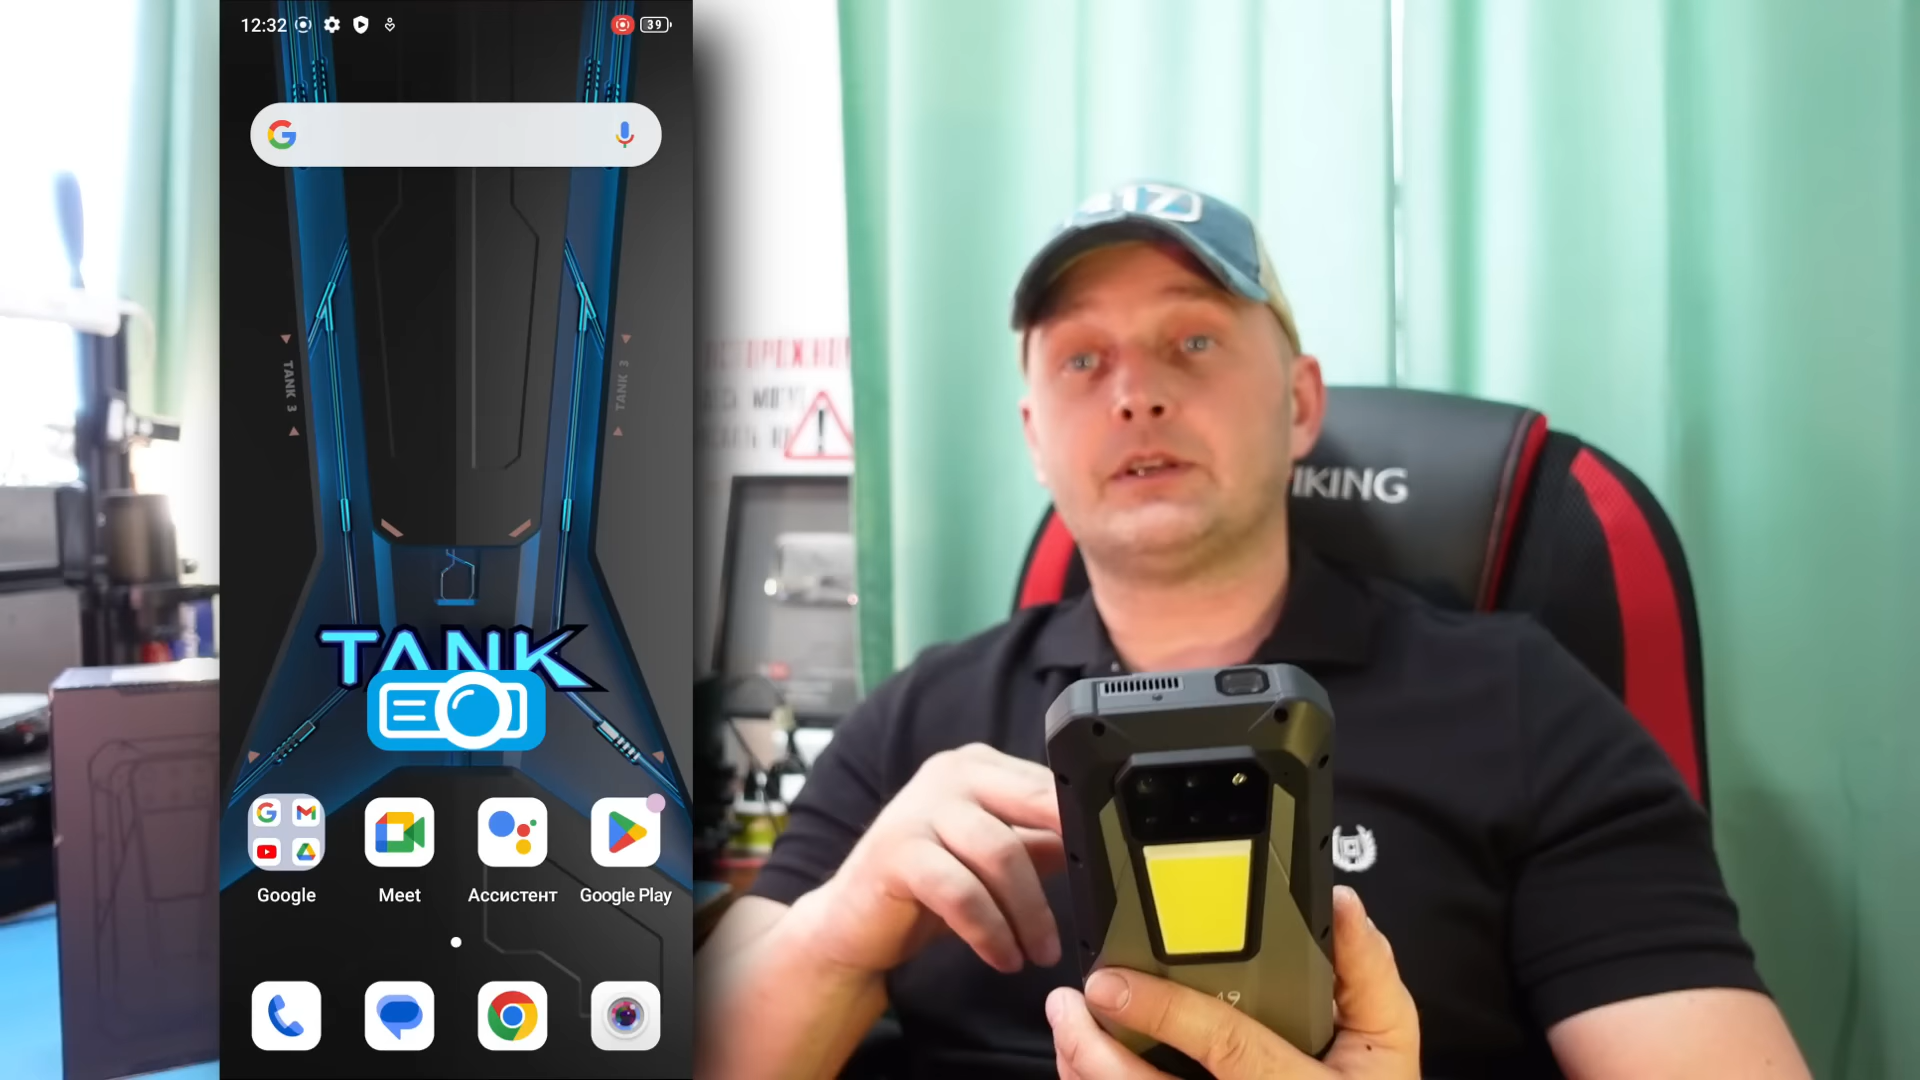 12:32
39
TANK 3
TANK 3
TANK
Google
Meet
Ассистент
Google Play
IKING